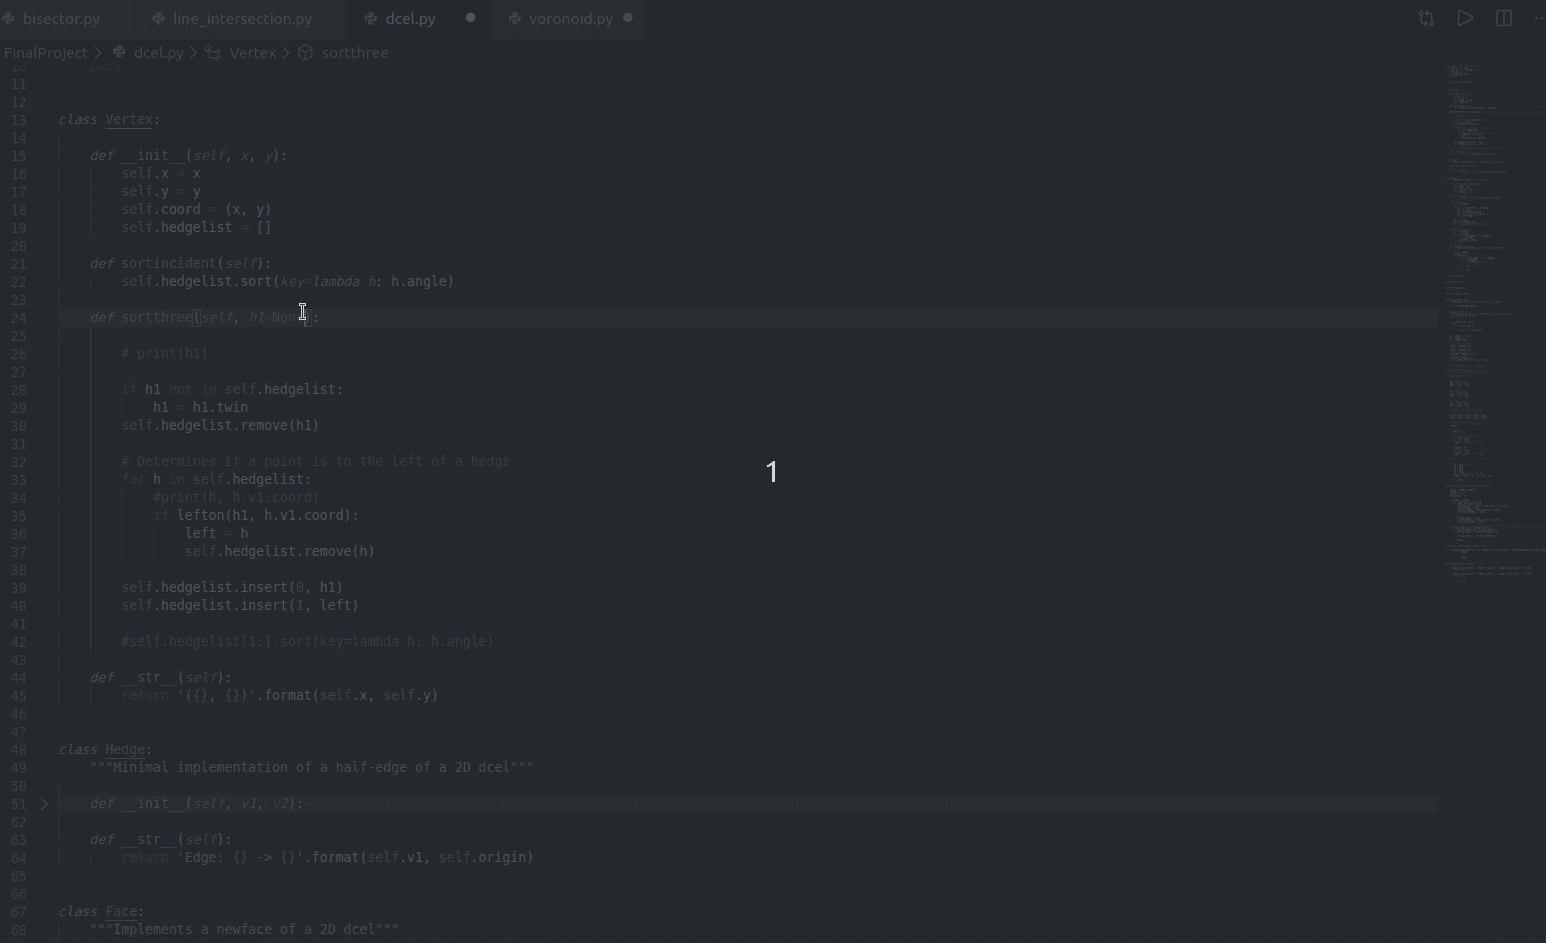 bisector.py line_intersection.py dcel.py voronoid.py
FinalProject > dcel.py > Vertex > sortthree
10
11
12
13 class Vertex:
14
15 def __init__(self, x, y):
16 self.x = x
17 self.y = y
18 self.coord = (x, y)
19 self.hedgelist = []
20
21 def sortincident(self):
22 self.hedgelist.sort(key=lambda h: h.angle)
23
24 def sortthree(self, h1=None):
25
26 # print(h1)
27
28 if h1 not in self.hedgelist:
29 h1 = h1.twin
30 self.hedgelist.remove(h1)
31
32 # Determines if a point is to the left of a hedge
33 for h in self.hedgelist:
34 #print(h, h.v1.coord)
35 if lefton(h1, h.v1.coord):
36 left = h
37 self.hedgelist.remove(h)
38
39 self.hedgelist.insert(0, h1)
40 self.hedgelist.insert(1, left)
41
42 #self.hedgelist[1:].sort(key=lambda h: h.angle)
43
44 def __str__(self):
45 return '({}, {})'.format(self.x, self.y)
46
47
48 class Hedge:
49 """Minimal implementation of a half-edge of a 2D dcel"""
50
51 def __init__(self, v1, v2):
62
63 def __str__(self):
64 return 'Edge: {} -> {}'.format(self.v1, self.origin)
65
66
67 class Face:
68 """Implements a newface of a 2D dcel"""
1